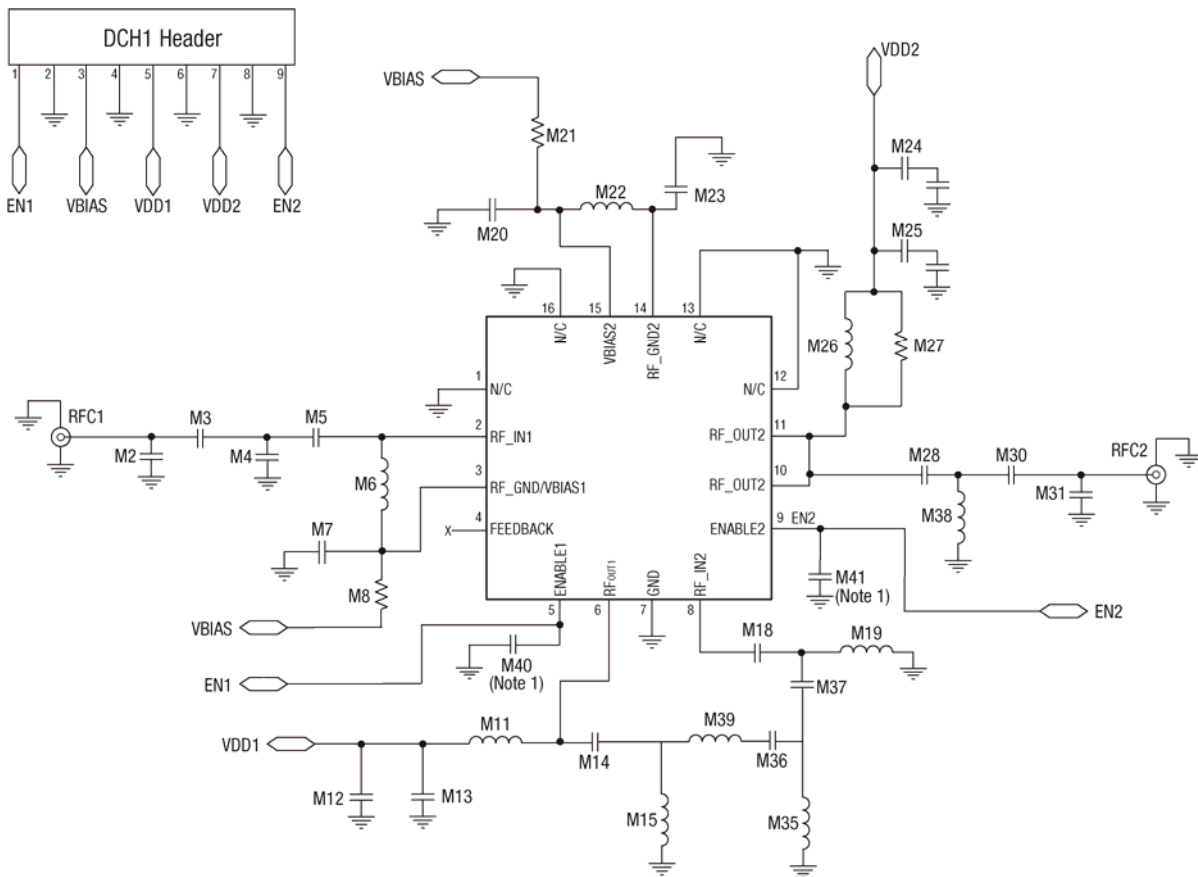 DCH1 Header
1 2 3 4 5 6 7 8 9
EN1 VBIAS VDD1 VDD2 EN2
VBIAS
VDD2
M21
M24
M22
M23
M20
M25
16 15 14 13
N/C VBIAS2 RF_GND2 N/C
M26 M27
1 N/C
12 N/C
RFC1 M3 M5
2 RF_IN1
11 RF_OUT2
M2 M4
M28 M30 RFC2
M6
3 RF_GND/VBIAS1
10 RF_OUT2
M31
M38
M7
4 X FEEDBACK
9 EN2 ENABLE2
ENABLE1 RFOUT1 GND RF_IN2
5 6 7 8
M8
M41
(Note 1)
EN2
VBIAS
M18 M19
M40
(Note 1)
EN1
M37
M39
M11
VDD1
M14 M36
M12 M13
M15 M35